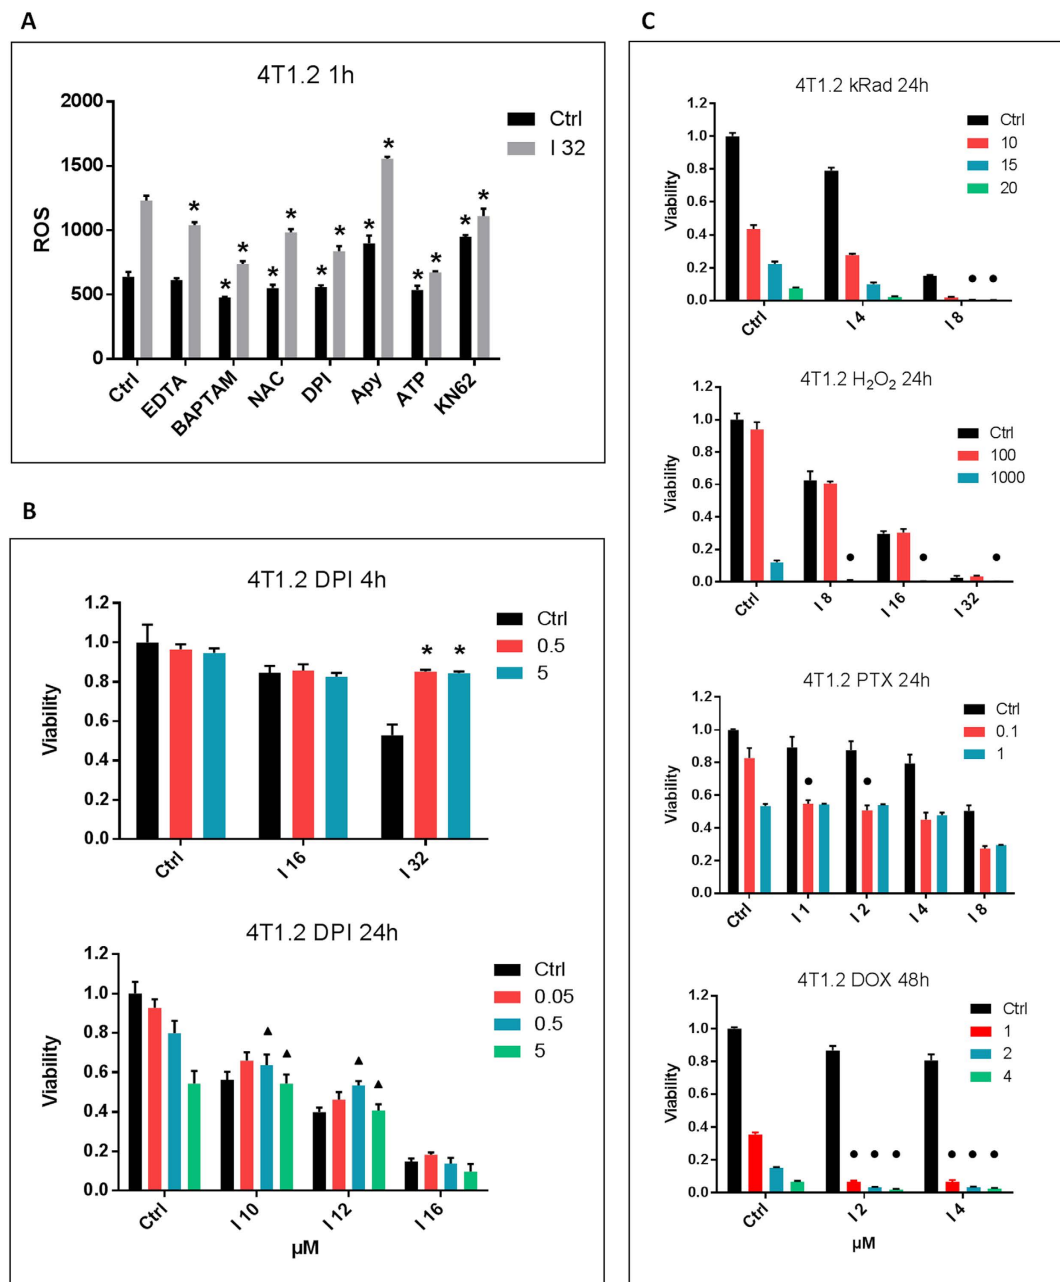 A
4T1.2 1h
2000
1500
1000
500
0
ROS
Ctrl
I 32
* * * * * * * * * * * * *
Ctrl
EDTA
BAPTAM
NAC
DPI
Apy
ATP
KN62
B
4T1.2 DPI 4h
1.2
1.0
0.8
0.6
0.4
0.2
0.0
Viability
Ctrl
0.5
5
* *
Ctrl
I 16
I 32
4T1.2 DPI 24h
1.2
1.0
0.8
0.6
0.4
0.2
0.0
Viability
Ctrl
0.05
0.5
5
Ctrl
I 10
I 12
I 16
µM
C
4T1.2 kRad 24h
1.2
1.0
0.8
0.6
0.4
0.2
0.0
Viability
Ctrl
10
15
20
Ctrl
I 4
I 8
4T1.2 H₂O₂ 24h
1.2
1.0
0.8
0.6
0.4
0.2
0.0
Viability
Ctrl
100
1000
Ctrl
I 8
I 16
I 32
4T1.2 PTX 24h
1.2
1.0
0.8
0.6
0.4
0.2
0.0
Viability
Ctrl
0.1
1
Ctrl
I 1
I 2
I 4
I 8
4T1.2 DOX 48h
1.2
1.0
0.8
0.6
0.4
0.2
0.0
Viability
Ctrl
1
2
4
Ctrl
I 2
I 4
µM